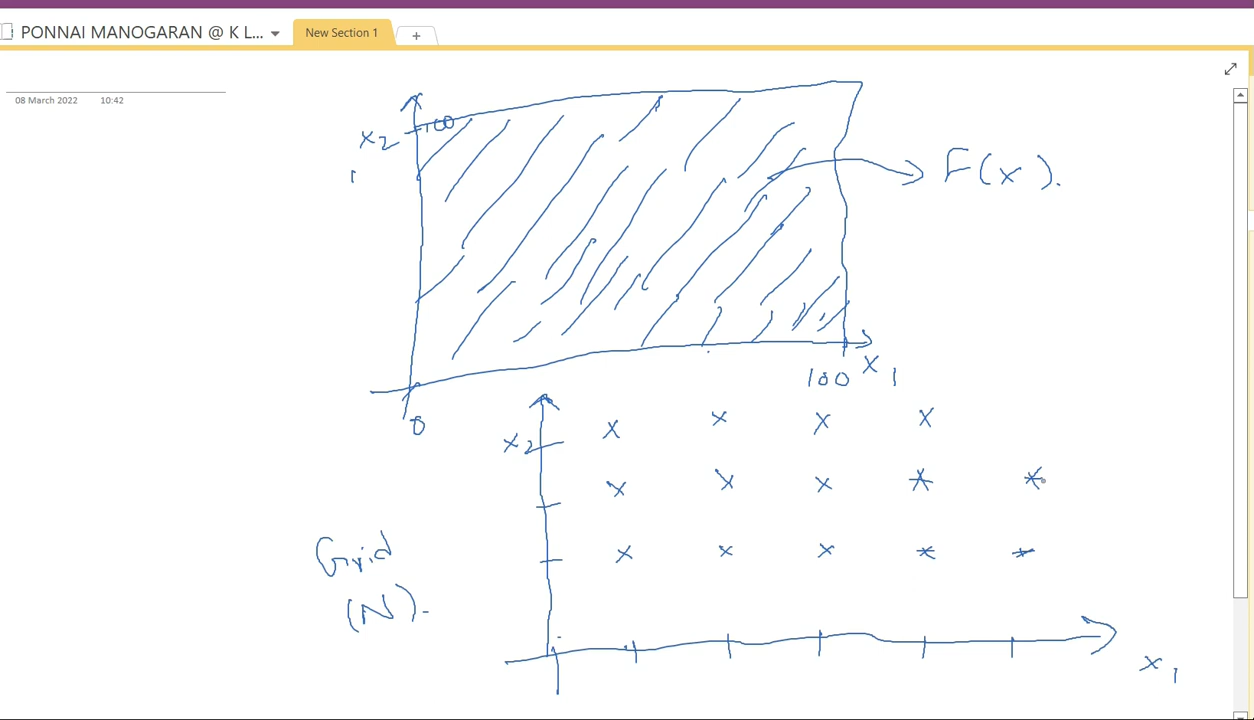 PONNAI MANOGARAN @ K L...
New Section 1
+
08 March 2022 10:42
x2
100
F(x).
0
100
x1
x2
Grid
(N).
x1